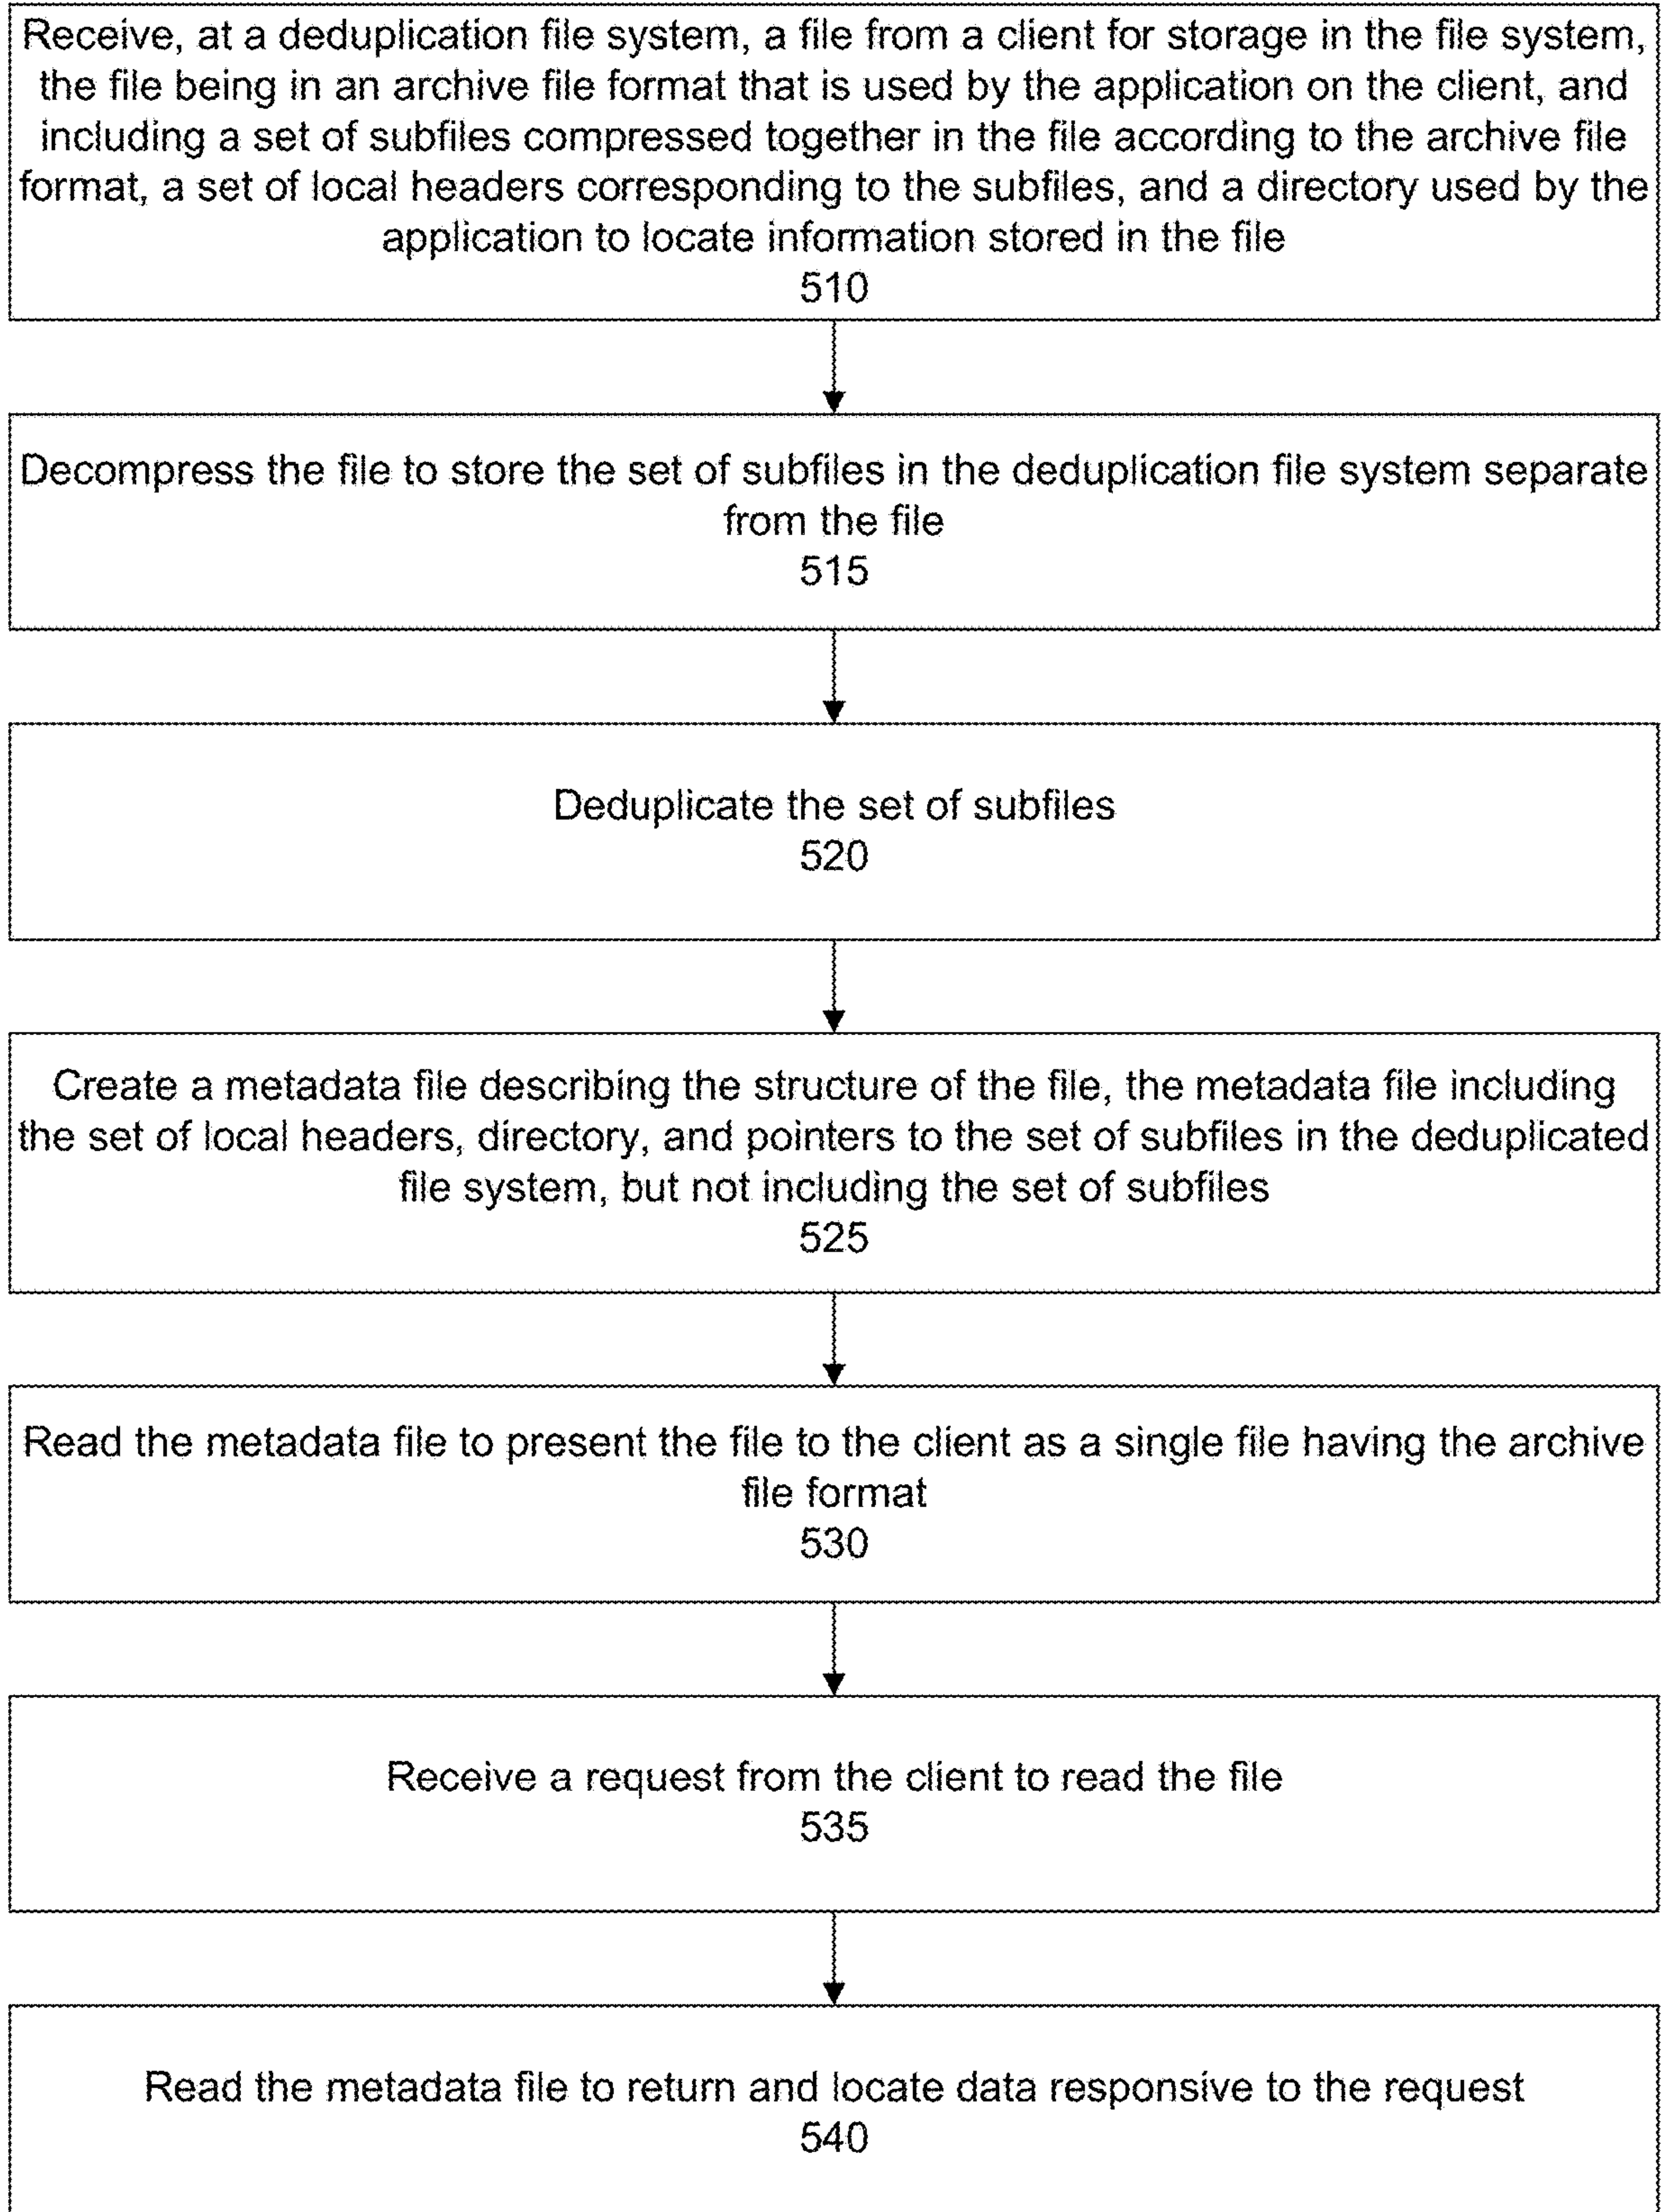 Receive, at a deduplication file system, a file from a client for storage in the file system,
the file being in an archive file format that is used by the application on the client, and
including a set of subfiles compressed together in the file according to the archive file
format, a set of local headers corresponding to the subfiles, and a directory used by the
application to locate information stored in the file
510
Decompress the file to store the set of subfiles in the deduplication file system separate
from the file
515
Deduplicate the set of subfiles
520
Create a metadata file describing the structure of the file, the metadata file including
the set of local headers, directory, and pointers to the set of subfiles in the deduplicated
file system, but not including the set of subfiles
525
Read the metadata file to present the file to the client as a single file having the archive
file format
530
Receive a request from the client to read the file
535
Read the metadata file to return and locate data responsive to the request
540